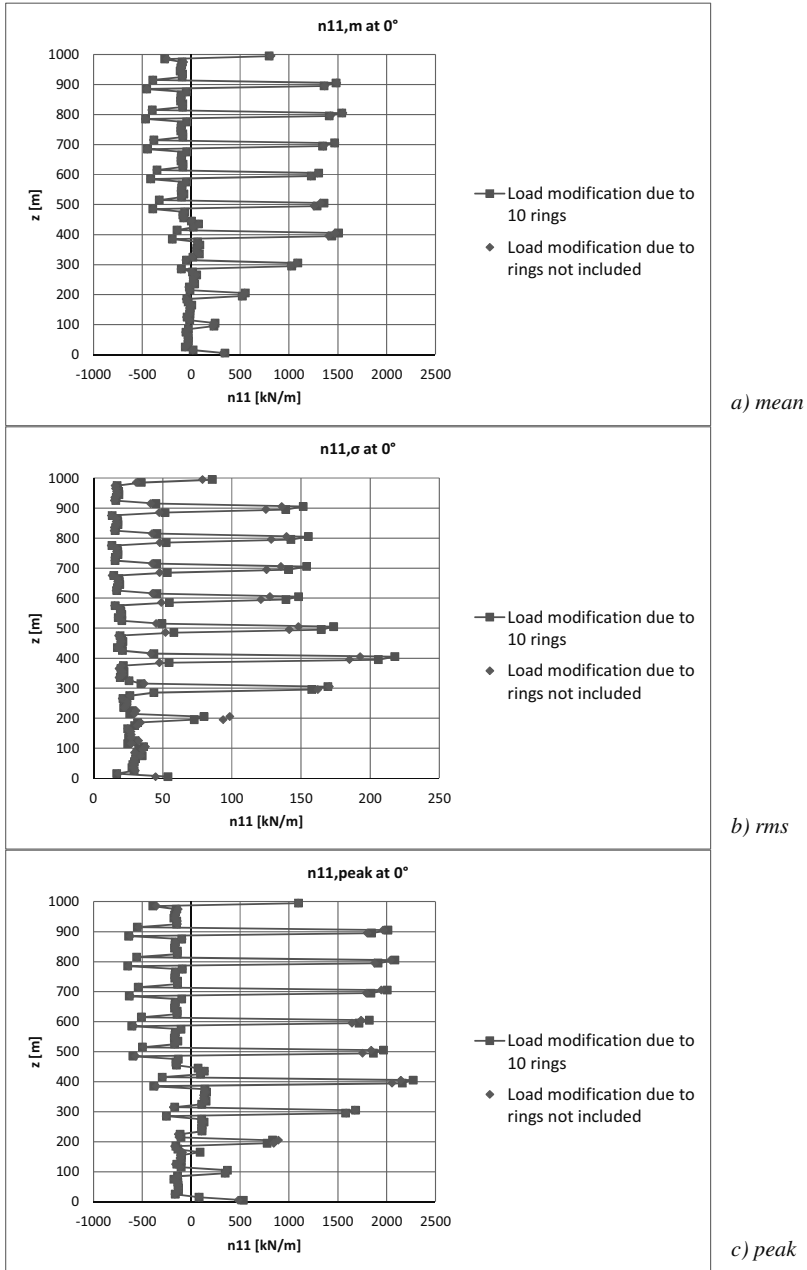 n11,m at 0°
1000
900
800
700
600
500
400
300
200
100
0
z [m]
-1000 -500 0 500 1000 1500 2000 2500
n11 [kN/m]
Load modification due to
10 rings
Load modification due to
rings not included
a) mean
n11,σ at 0°
1000
900
800
700
600
500
400
300
200
100
0
z [m]
0 50 100 150 200 250
n11 [kN/m]
Load modification due to
10 rings
Load modification due to
rings not included
b) rms
n11,peak at 0°
1000
900
800
700
600
500
400
300
200
100
0
z [m]
-1000 -500 0 500 1000 1500 2000 2500
n11 [kN/m]
Load modification due to
10 rings
Load modification due to
rings not included
c) peak